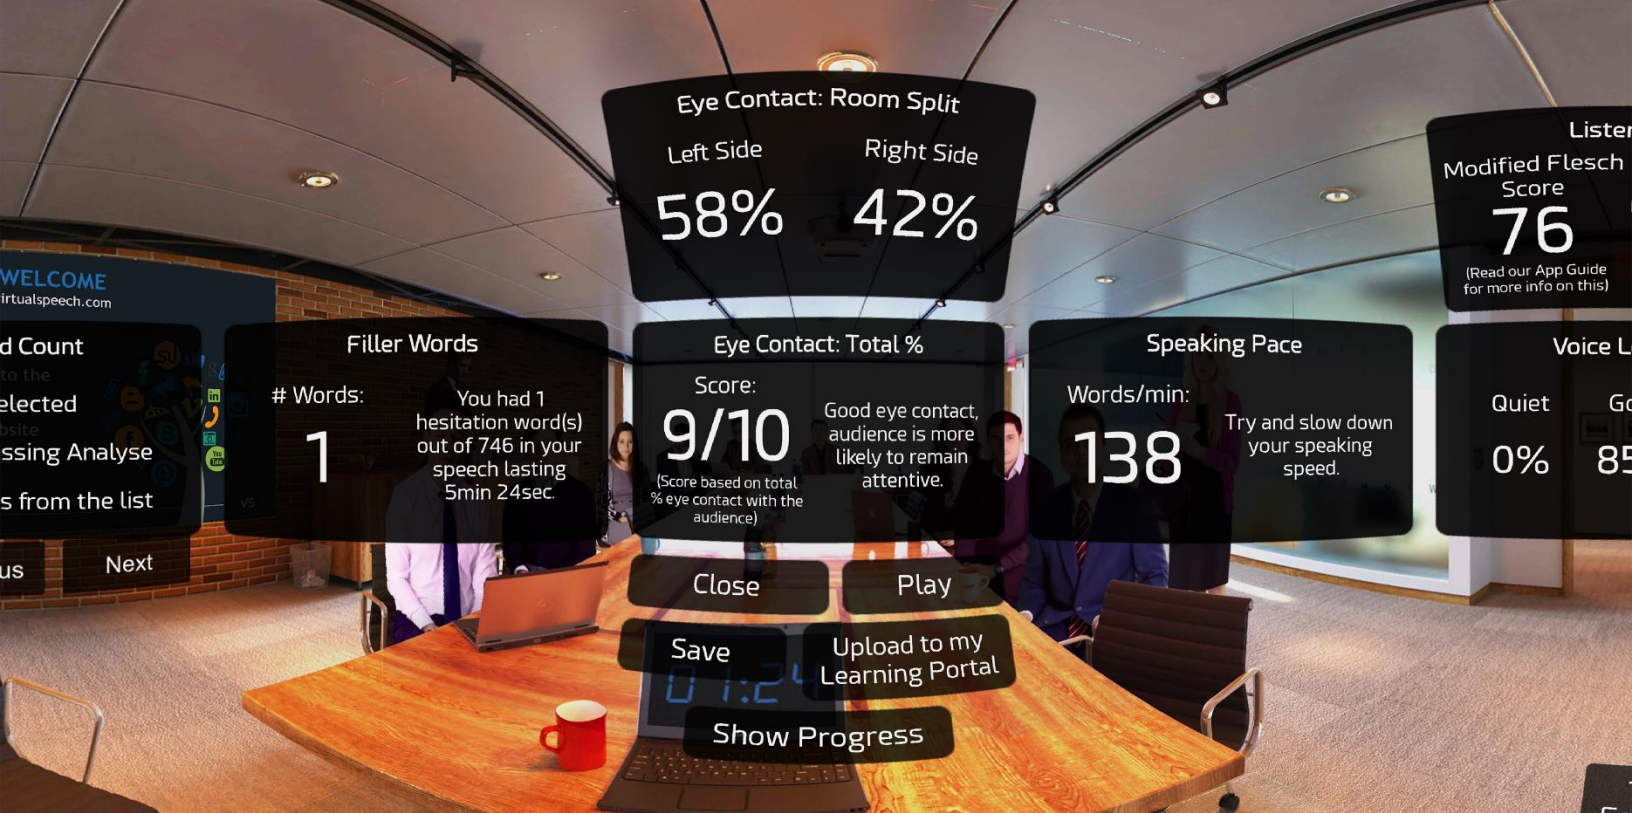 Eye Contact: Room Split
Left Side
Right Side
58%
42%
Modified Flesch
Score
76
(Read our App Guide
for more info on this)
WELCOME
irtualspeech.com
d Count
to the
elected
bsite
ssing Analyse
s from the list
us
Next
Filler Words
# Words:
1
You had 1
hesitation word(s)
out of 746 in your
speech lasting
5min 24sec.
VS
Eye Contact: Total %
Score:
9/10
(Score based on total
% eye contact with the
audience)
Good eye contact,
audience is more
likely to remain
attentive.
Speaking Pace
Words/min:
138
Try and slow down
your speaking
speed.
Voice L
Quiet
0%
85
Close
Play
Save
Upload to my
Learning Portal
01:24
Show Progress